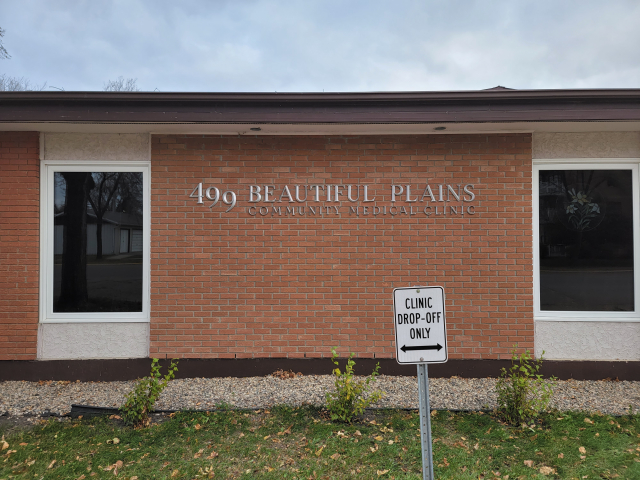 499 BEAUTIFUL PLAINS
COMMUNITY MEDICAL CLINIC
CLINIC
DROP-OFF
ONLY